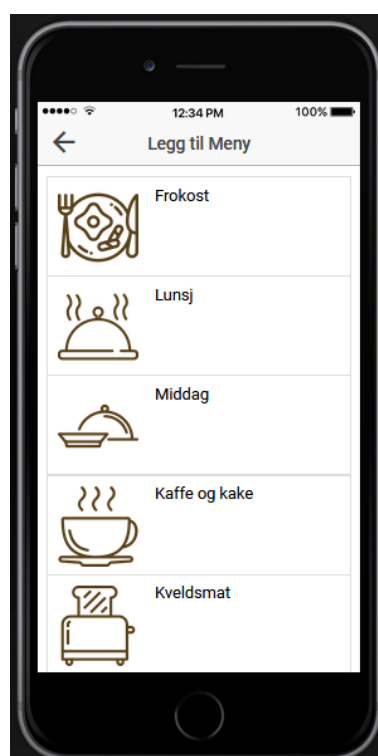 12:34 PM
100%
Legg til Meny
Frokost
Lunsj
Middag
Kaffe og kake
Kveldsmat